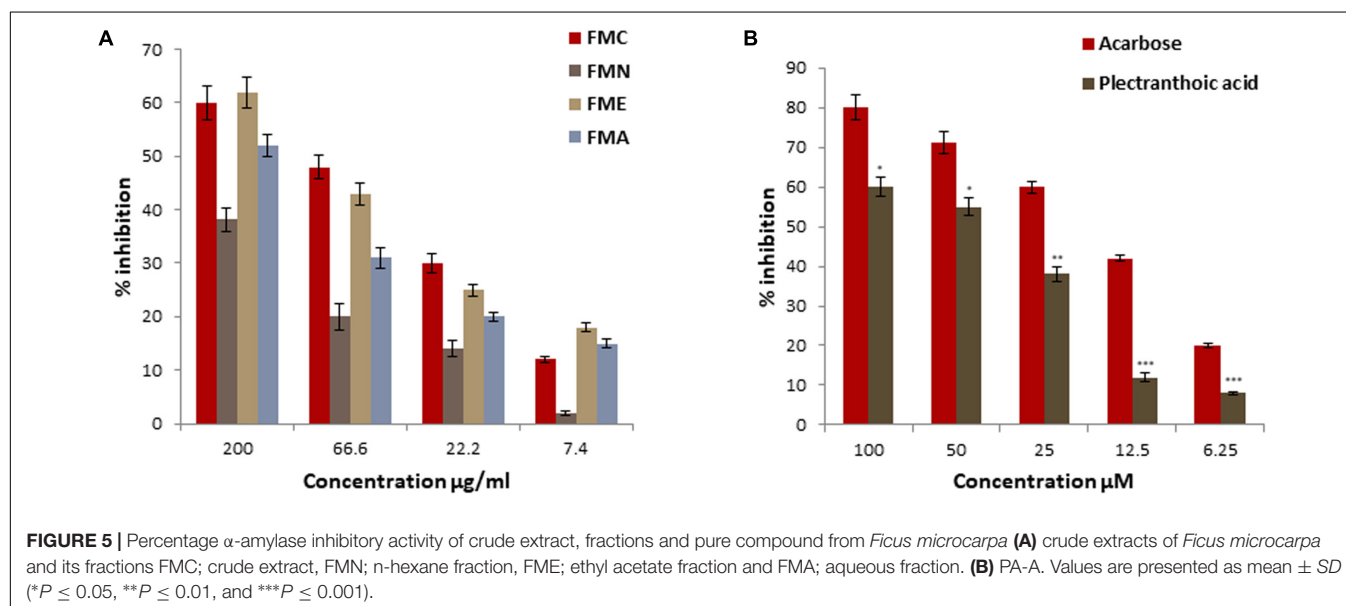 A
FMC
FMN
FME
FMA
70
60
50
40
30
20
10
0
% inhibition
200 66.6 22.2 7.4
Concentration µg/ml
B
Acarbose
Plectranthoic acid
90
80
70
60
50
40
30
20
10
0
% inhibition
* * ** *** ***
100 50 25 12.5 6.25
Concentration µM
FIGURE 5 | Percentage α-amylase inhibitory activity of crude extract, fractions and pure compound from Ficus microcarpa (A) crude extracts of Ficus microcarpa
and its fractions FMC; crude extract, FMN; n-hexane fraction, FME; ethyl acetate fraction and FMA; aqueous fraction. (B) PA-A. Values are presented as mean ± SD
(*P ≤ 0.05, **P ≤ 0.01, and ***P ≤ 0.001).